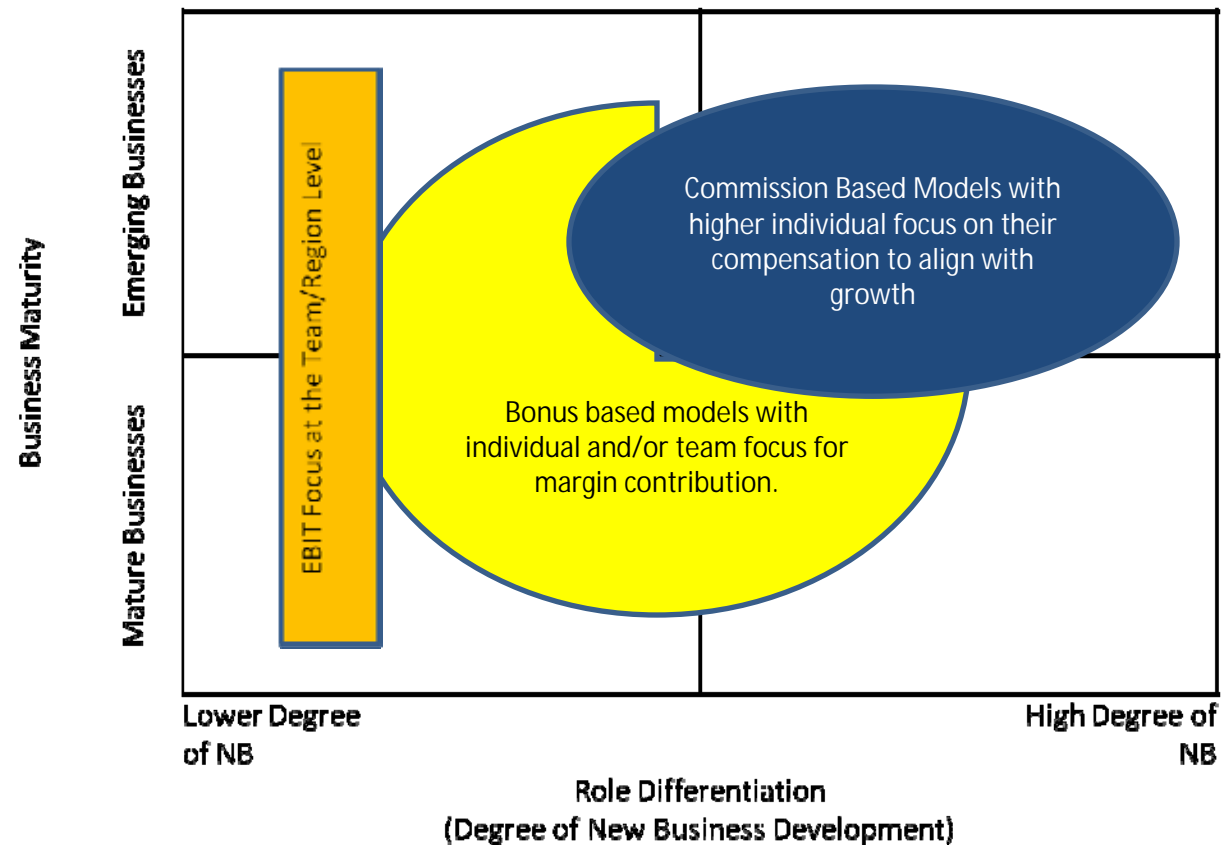 Business Maturity
Emerging Businesses
Mature Businesses
EBIT Focus at the Team/Region Level
Commission Based Models with
higher individual focus on their
compensation to align with
growth
Bonus based models with
individual and/or team focus for
margin contribution.
Lower Degree
of NB
High Degree of
NB
Role Differentiation
(Degree of New Business Development)